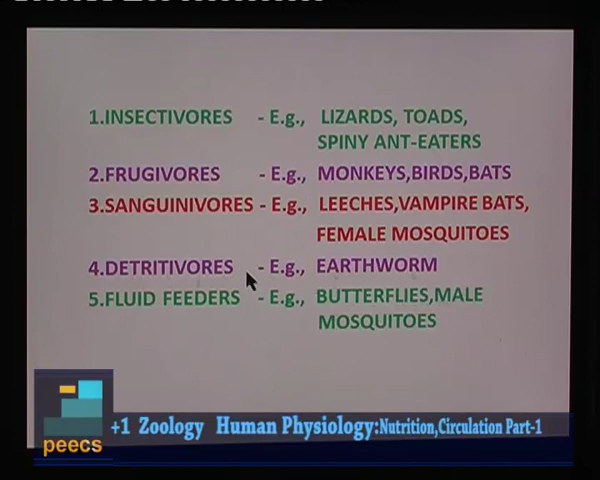 1.INSECTIVORES - E.g., LIZARDS, TOADS,
SPINY ANT-EATERS
2.FRUGIVORES - E.g., MONKEYS,BIRDS,BATS
3.SANGUINIVORES - E.g., LEECHES,VAMPIRE BATS,
FEMALE MOSQUITOES
4.DETRITIVORES - E.g., EARTHWORM
5.FLUID FEEDERS - E.g., BUTTERFLIES,MALE
MOSQUITOES
peecs
+1 Zoology Human Physiology:Nutrition,Circulation Part-1